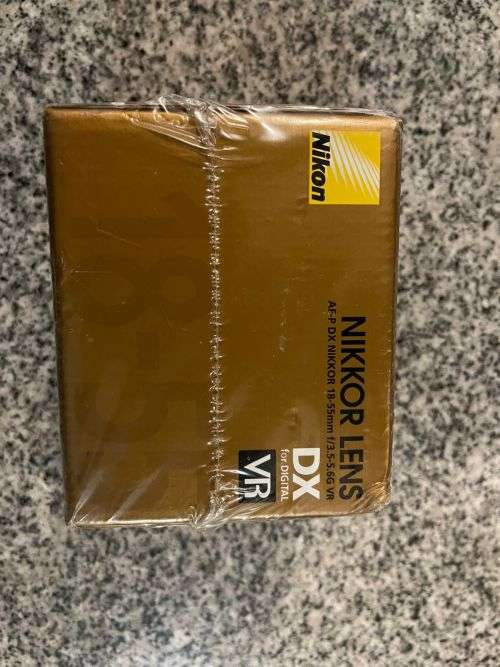 Nikon
NIKKOR LENS
AF-P DX NIKKOR 18-55mm f/3.5-5.6G VR
DX
for DIGITAL
VR